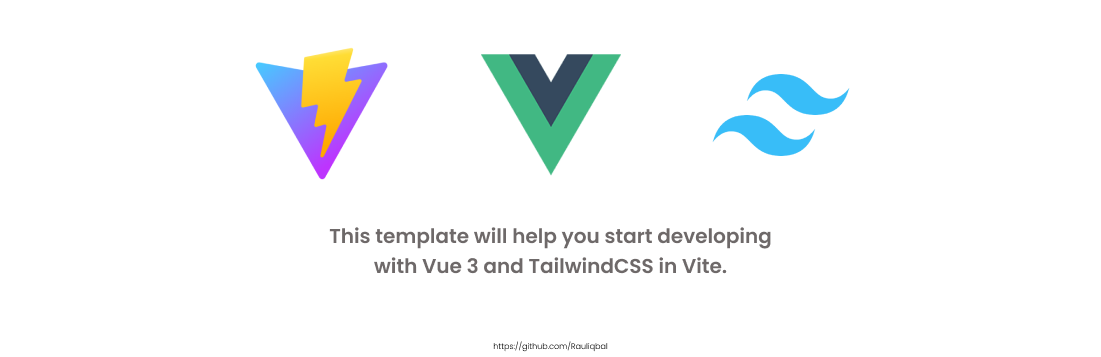 This template will help you start developing
with Vue 3 and TailwindCSS in Vite.
https://github.com/Rauliqbal